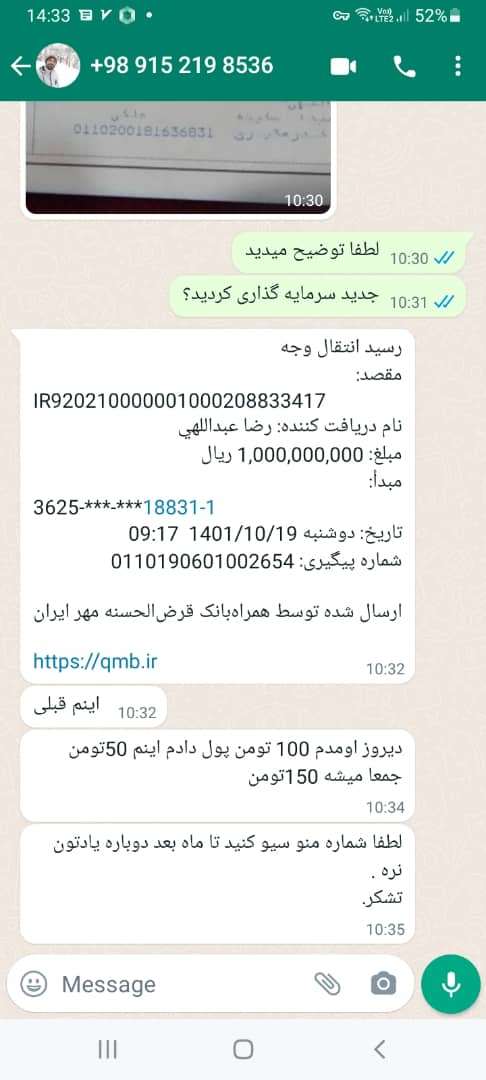 14:33
LTE2 52%
+98 915 219 8536
0110200181636831
10:30
لطفا توضیح میدید
10:30
جدید سرمایه گذاری کردید؟
10:31
رسید انتقال وجه
مقصد:
IR920210000001000208833417
نام دریافت کننده: رضا عبداللهي
مبلغ: 1,000,000,000 ریال
مبدأ:
3625-***-***18831-1
تاریخ: دوشنبه 1401/10/19 09:17
شماره پیگیری: 0110190601002654
ارسال شده توسط همراه‌بانک قرض‌الحسنه مهر ایران
https://qmb.ir
10:32
اینم قبلی
10:32
دیروز اومدم 100 تومن پول دادم اینم 50تومن
جمعا میشه 150تومن
10:34
لطفا شماره منو سیو کنید تا ماه بعد دوباره یادتون
نره .
تشکر.
10:35
Message